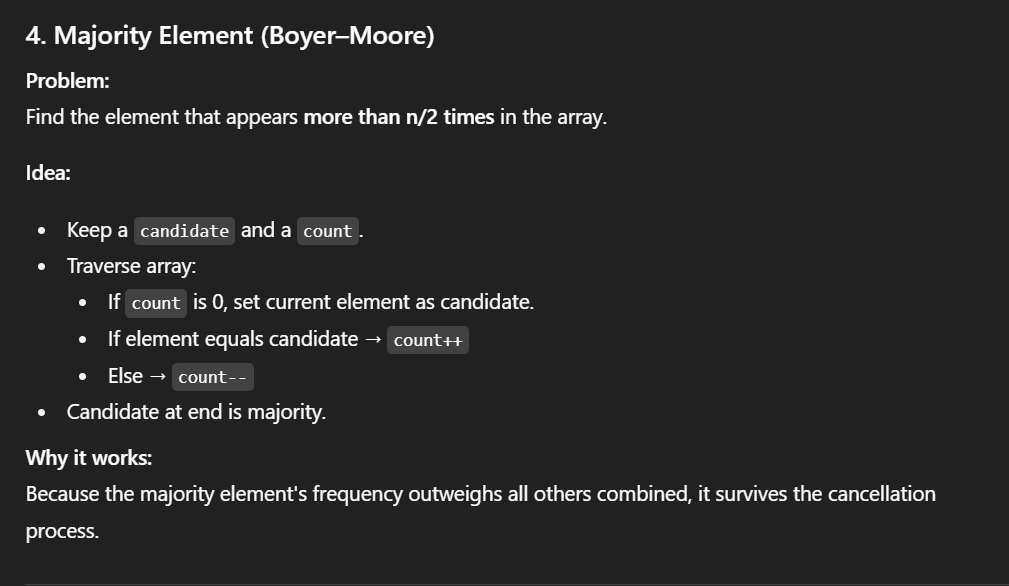 4. Majority Element (Boyer–Moore)
Problem:
Find the element that appears more than n/2 times in the array.
Idea:
• Keep a candidate and a count.
• Traverse array:
• If count is 0, set current element as candidate.
• If element equals candidate → count++
• Else → count--
• Candidate at end is majority.
Why it works:
Because the majority element's frequency outweighs all others combined, it survives the cancellation
process.